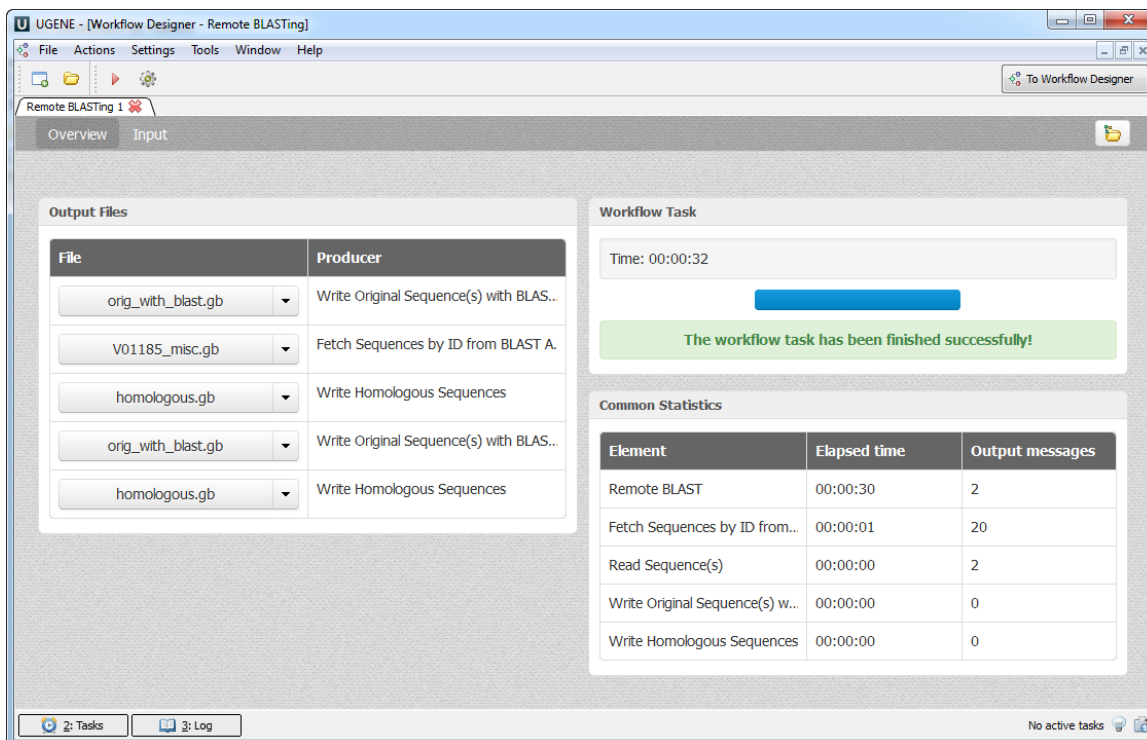 UGENE - [Workflow Designer - Remote BLASTing]
File Actions Settings Tools Window Help
To Workflow Designer
Remote BLASTing 1
Overview Input
Output Files
File Producer
orig_with_blast.gb Write Original Sequence(s) with BLAS...
V01185_misc.gb Fetch Sequences by ID from BLAST A.
homologous.gb Write Homologous Sequences
orig_with_blast.gb Write Original Sequence(s) with BLAS...
homologous.gb Write Homologous Sequences
Workflow Task
Time: 00:00:32
The workflow task has been finished successfully!
Common Statistics
Element Elapsed time Output messages
Remote BLAST 00:00:30 2
Fetch Sequences by ID from... 00:00:01 20
Read Sequence(s) 00:00:00 2
Write Original Sequence(s) w... 00:00:00 0
Write Homologous Sequences 00:00:00 0
2: Tasks 3: Log No active tasks